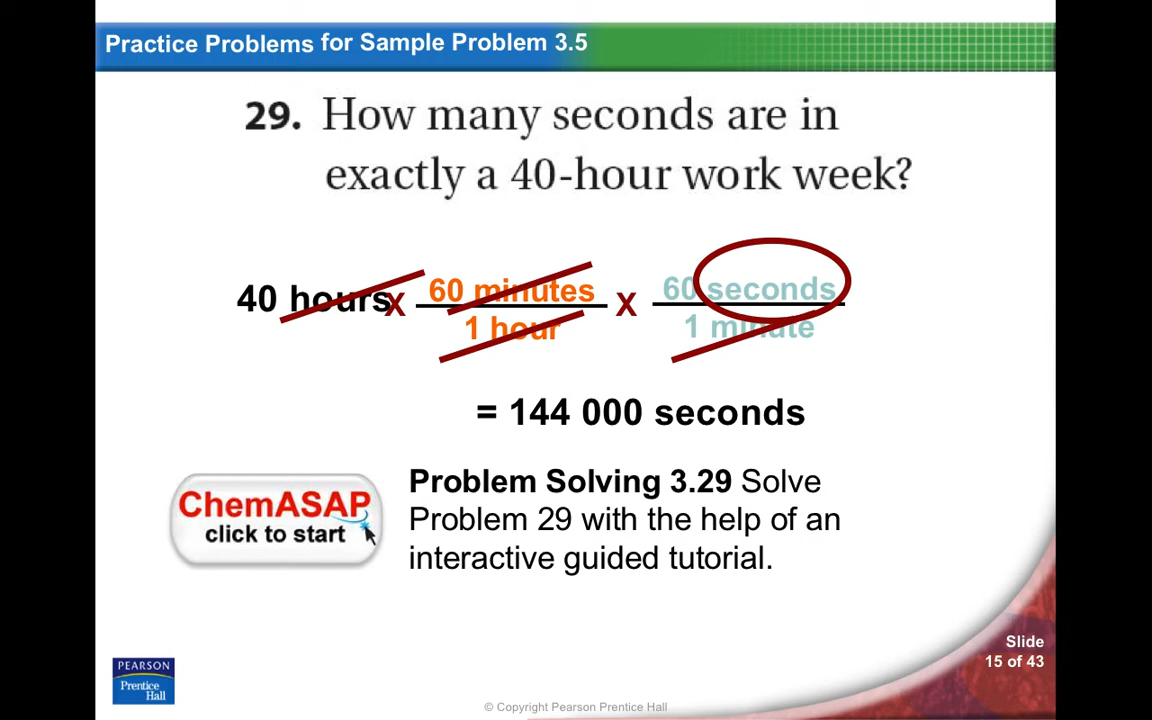 Practice Problems for Sample Problem 3.5
29. How many seconds are in
exactly a 40-hour work week?
40 hours x 60 minutes x 60 seconds
1 hour 1 minute
= 144 000 seconds
ChemASAP
click to start
Problem Solving 3.29 Solve
Problem 29 with the help of an
interactive guided tutorial.
Slide
15 of 43
PEARSON
Prentice
Hall
© Copyright Pearson Prentice Hall